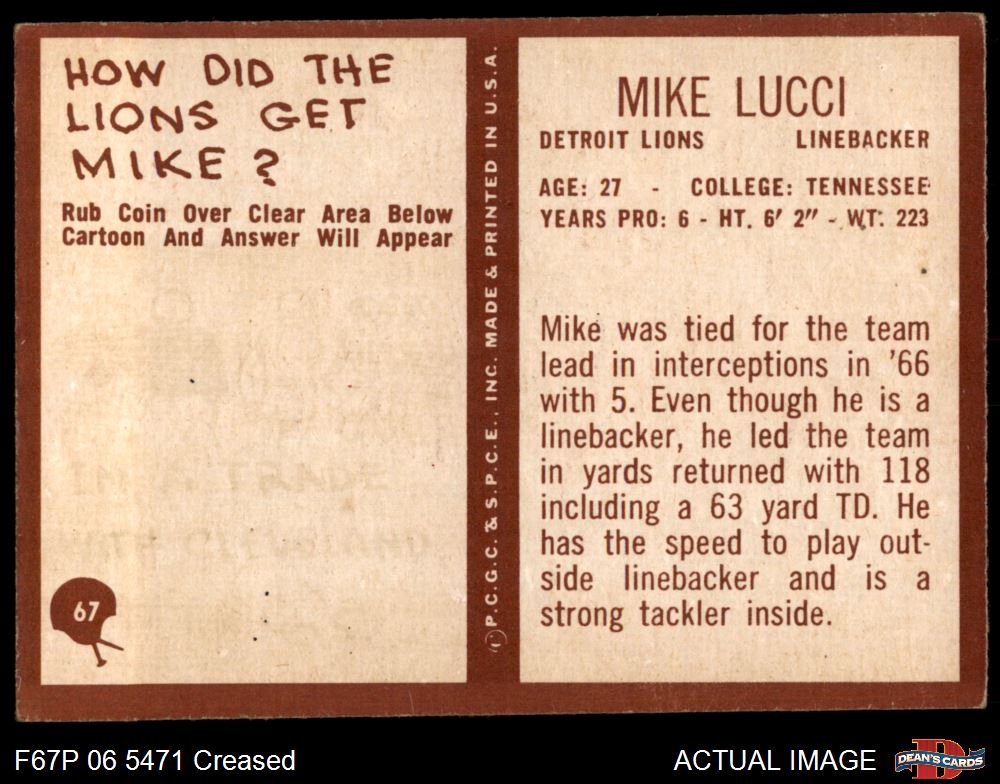 HOW DID THE
LIONS GET
MIKE ?
Rub Coin Over Clear Area Below
Cartoon And Answer Will Appear
IN A TRADE
WITH CLEVELAND
67
Ⓟ P.C.G.C. & S.P.C.E., INC. MADE & PRINTED IN U.S.A.
MIKE LUCCI
DETROIT LIONS LINEBACKER
AGE: 27 - COLLEGE: TENNESSEE
YEARS PRO: 6 - HT. 6′ 2″ - WT. 223
Mike was tied for the team
lead in interceptions in '66
with 5. Even though he is a
linebacker, he led the team
in yards returned with 118
including a 63 yard TD. He
has the speed to play out-
side linebacker and is a
strong tackler inside.
F67P 06 5471 Creased
ACTUAL IMAGE
D
DEAN'S CARDS